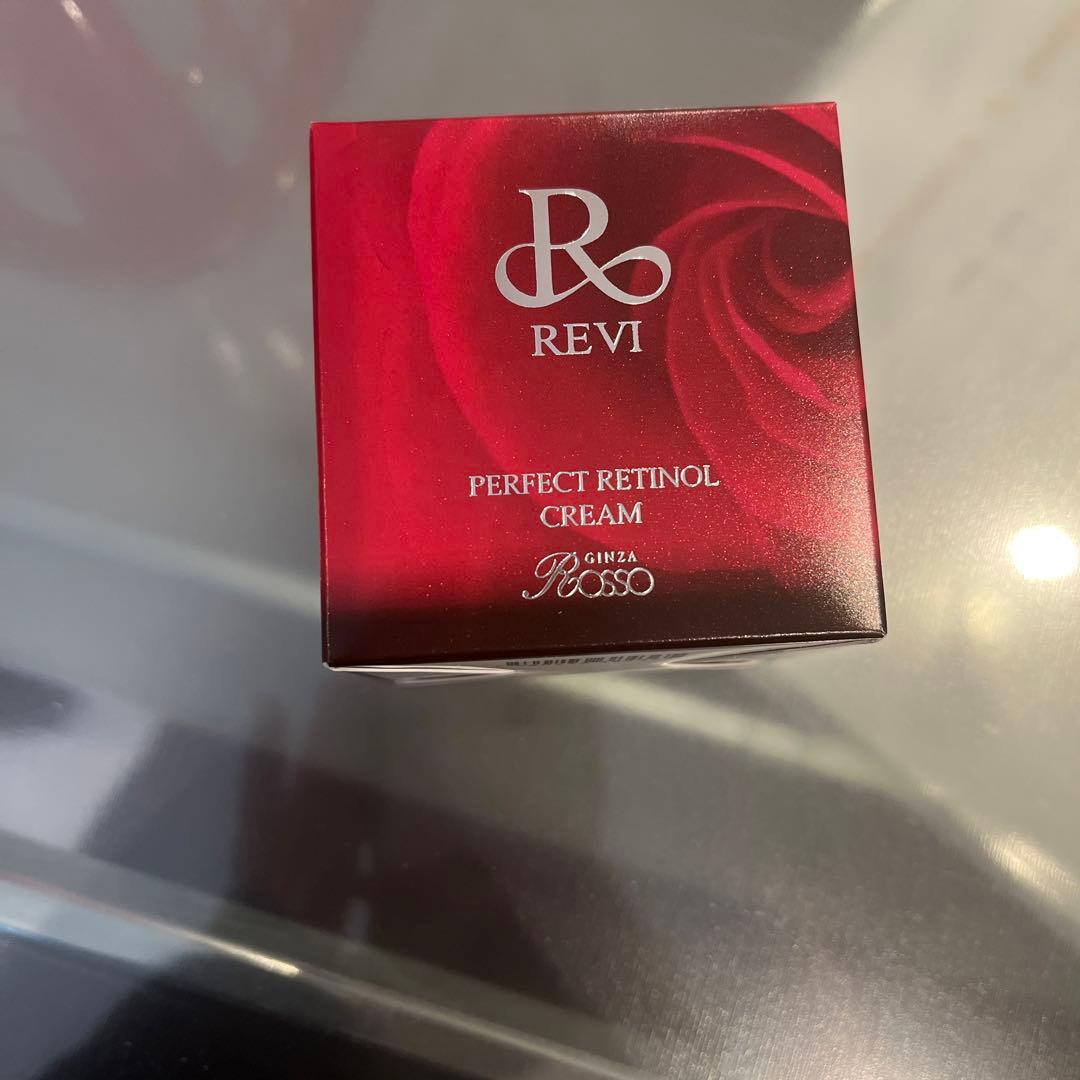 R
REVI
PERFECT RETINOL
CREAM
GINZA
Rosso